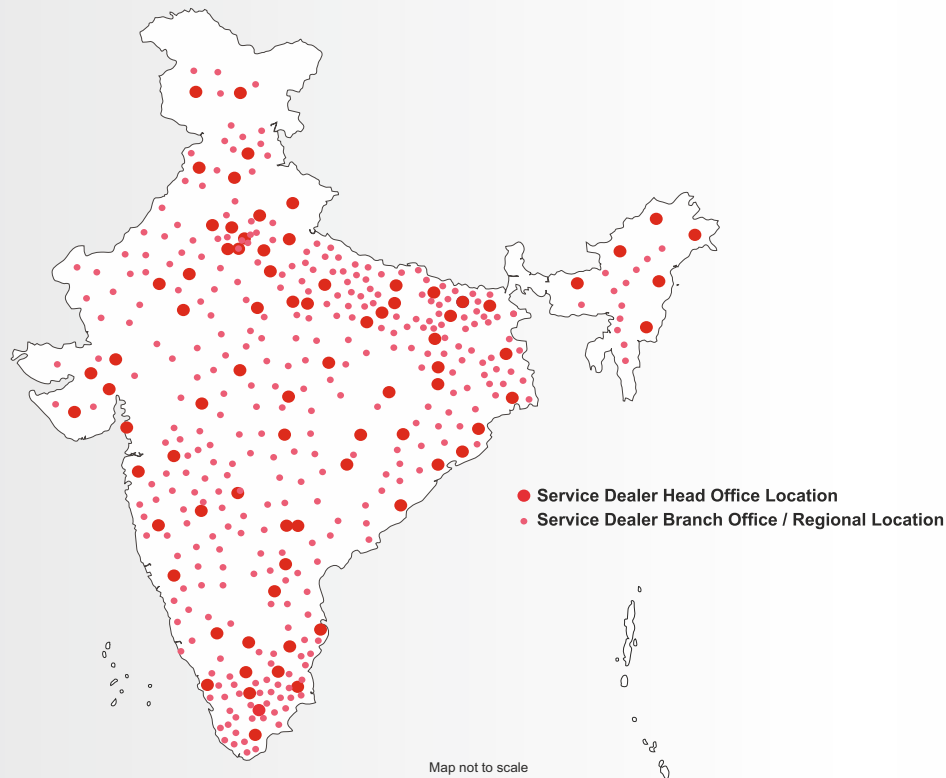 Service Dealer Head Office Location
Service Dealer Branch Office / Regional Location
Map not to scale